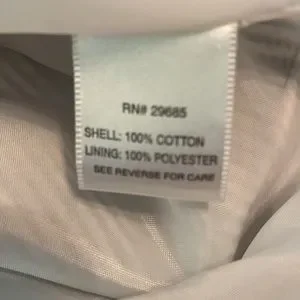 RN# 29685
SHELL: 100% COTTON
LINING: 100% POLYESTER
SEE REVERSE FOR CARE